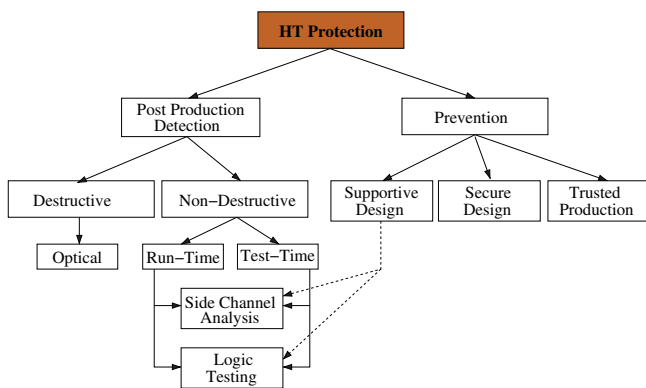 HT Protection
Post Production
Detection
Prevention
Destructive
Non−Destructive
Supportive
Design
Secure
Design
Trusted
Production
Optical
Run−Time
Test−Time
Side Channel
Analysis
Logic
Testing